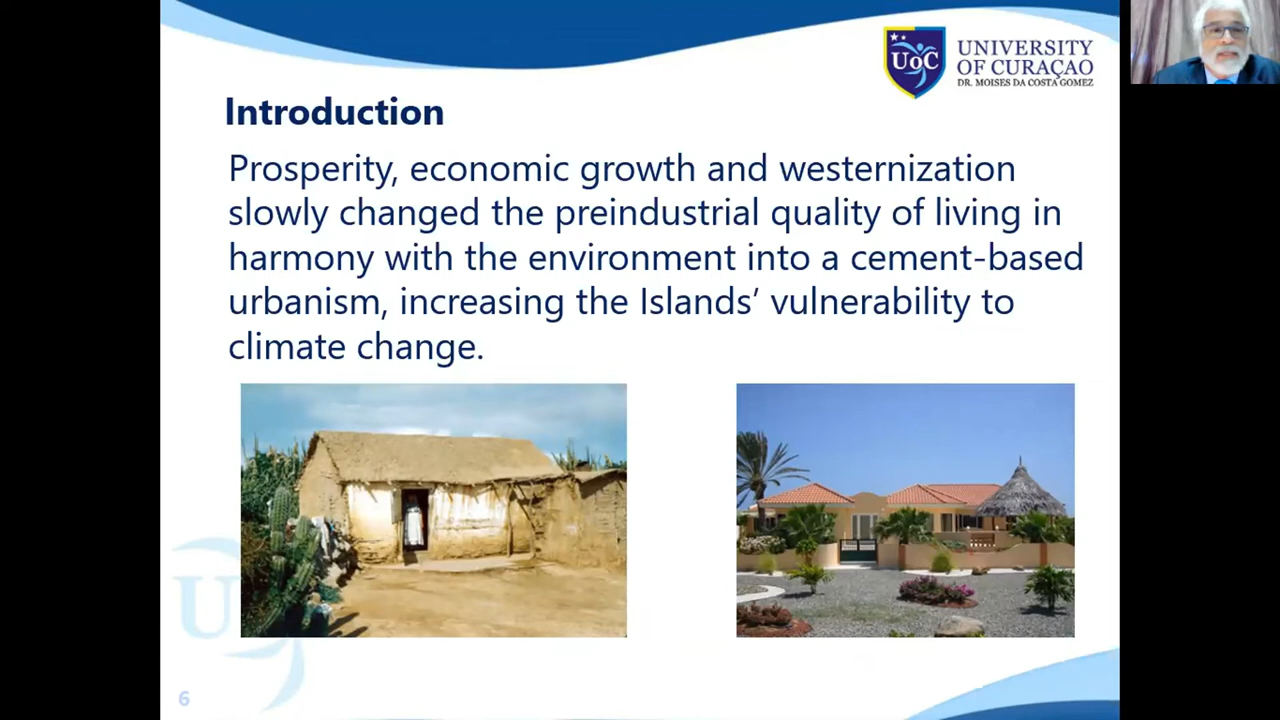 UoC
UNIVERSITY
OF CURAÇAO
DR. MOISES DA COSTA GOMEZ
Introduction
Prosperity, economic growth and westernization
slowly changed the preindustrial quality of living in
harmony with the environment into a cement-based
urbanism, increasing the Islands’ vulnerability to
climate change.
U
6